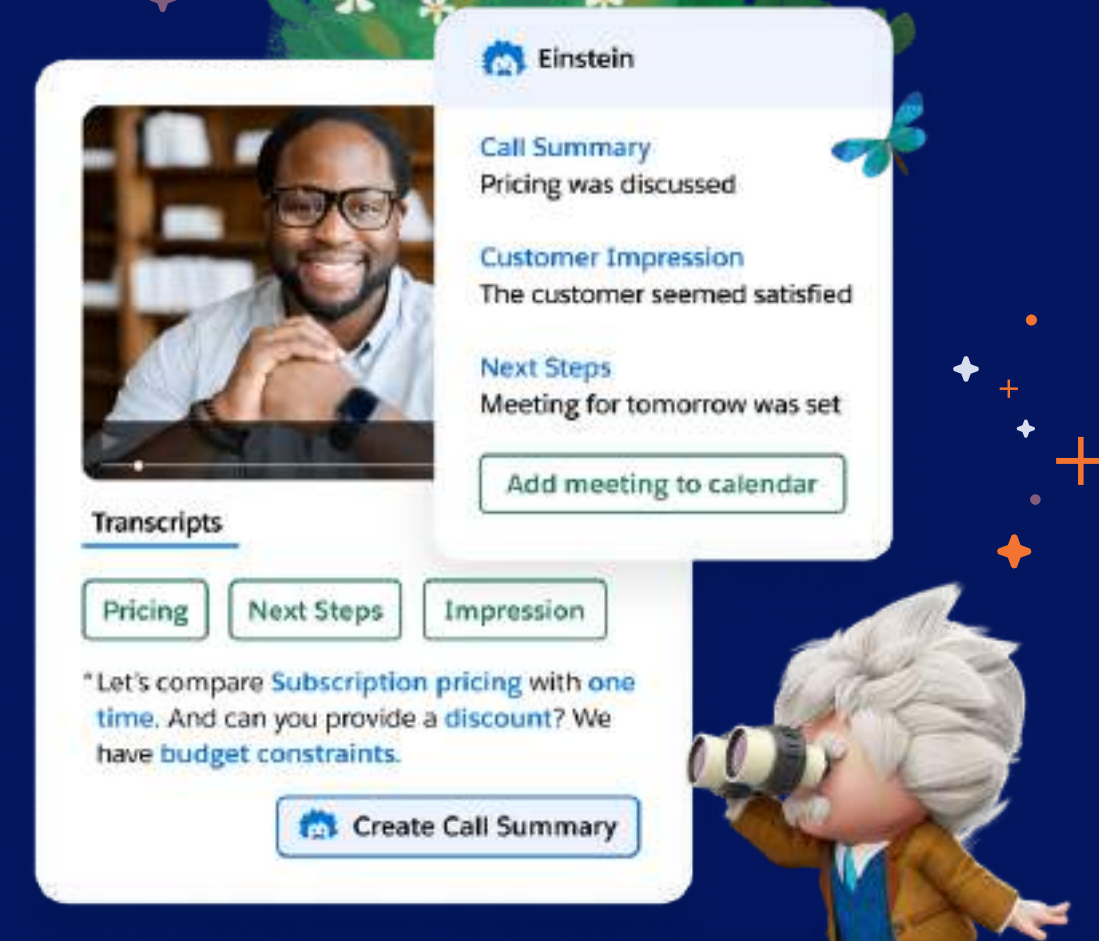 Einstein
Call Summary
Pricing was discussed
Customer Impression
The customer seemed satisfied
Next Steps
Meeting for tomorrow was set
Add meeting to calendar
Transcripts
Pricing
Next Steps
Impression
“Let's compare Subscription pricing with one
time. And can you provide a discount? We
have budget constraints.
Create Call Summary